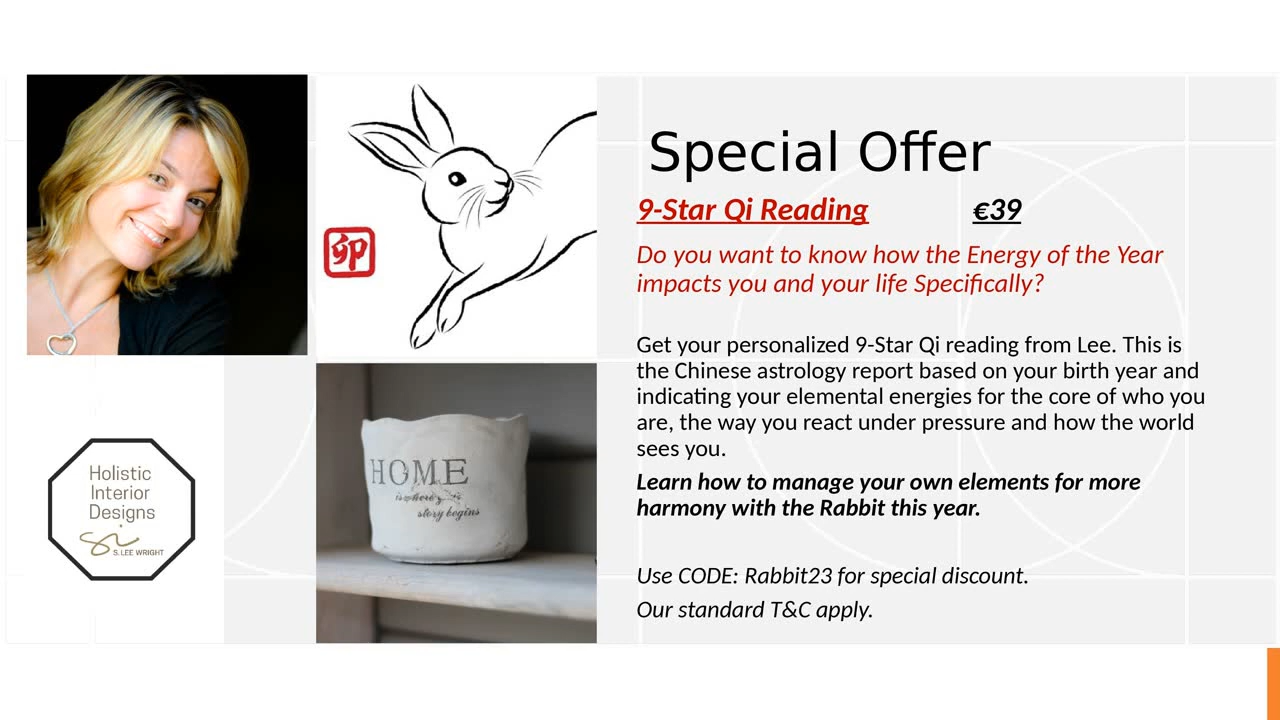 Special Offer
9-Star Qi Reading €39
Do you want to know how the Energy of the Year
impacts you and your life Specifically?
Get your personalized 9-Star Qi reading from Lee. This is
the Chinese astrology report based on your birth year and
indicating your elemental energies for the core of who you
are, the way you react under pressure and how the world
sees you.
Learn how to manage your own elements for more
harmony with the Rabbit this year.
Use CODE: Rabbit23 for special discount.
Our standard T&C apply.
卯
Holistic
Interior
Designs
S. LEE WRIGHT
HOME
story begins